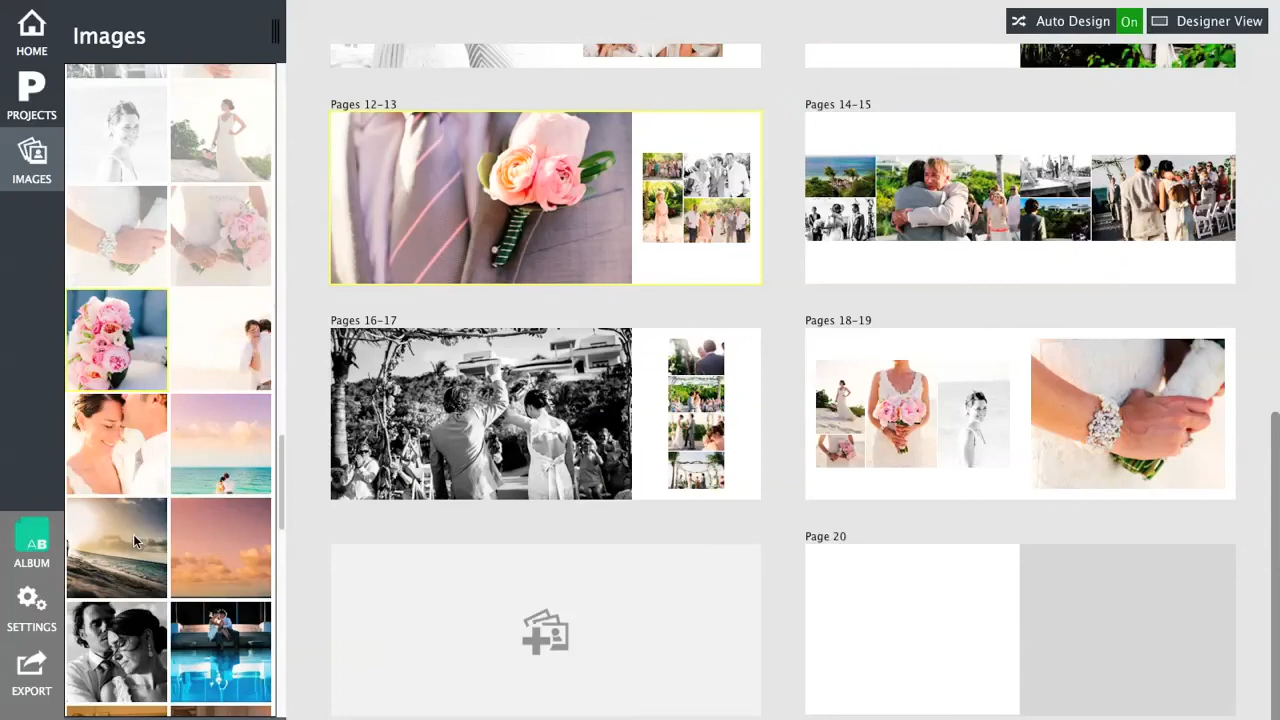 Images
Auto Design On
Designer View
HOME
P
PROJECTS
IMAGES
Pages 12-13
Pages 14-15
Pages 16-17
Pages 18-19
Page 20
AB
ALBUM
SETTINGS
EXPORT